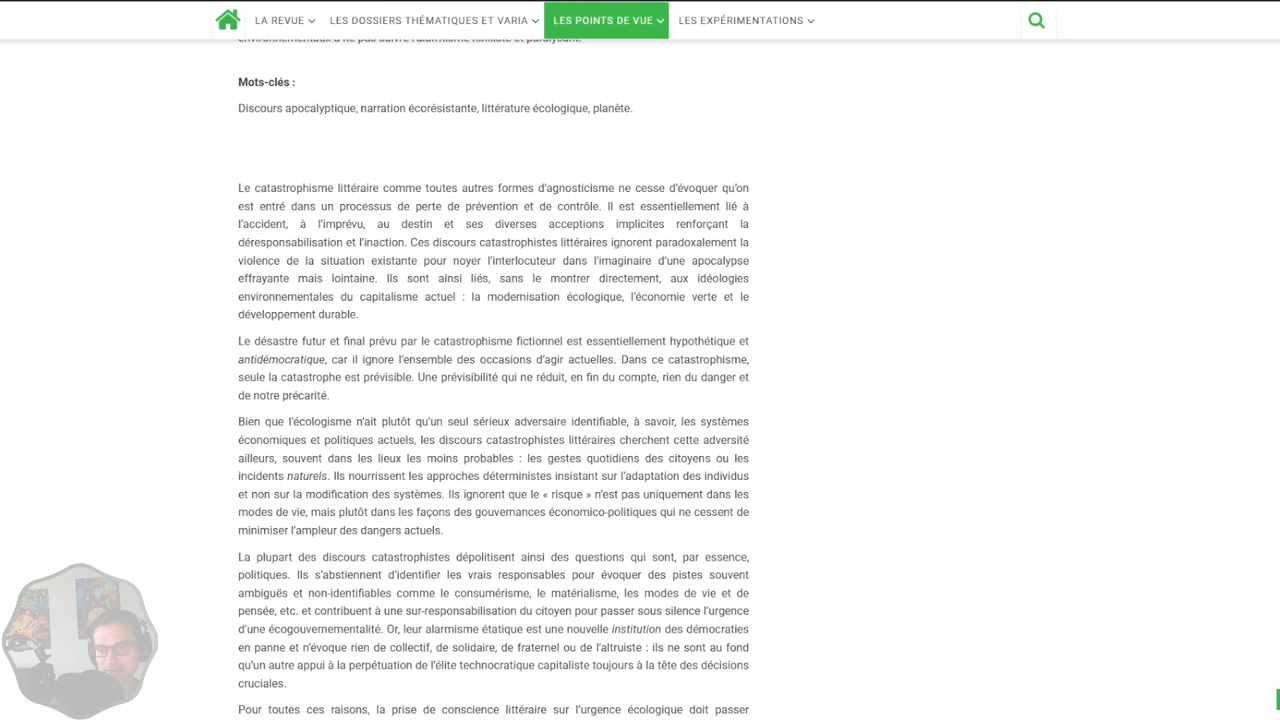 LA REVUE
LES DOSSIERS THÉMATIQUES ET VARIA
LES POINTS DE VUE
LES EXPÉRIMENTATIONS
environnementaux à ne pas suivre l'alarmisme nihiliste et paralysant.
Mots-clés :
Discours apocalyptique, narration écorésistante, littérature écologique, planète.
Le catastrophisme littéraire comme toutes autres formes d'agnosticisme ne cesse d'évoquer qu'on
est entré dans un processus de perte de prévention et de contrôle. Il est essentiellement lié à
l'accident, à l'imprévu, au destin et ses diverses acceptions implicites renforçant la
déresponsabilisation et l'inaction. Ces discours catastrophistes littéraires ignorent paradoxalement la
violence de la situation existante pour noyer l'interlocuteur dans l'imaginaire d'une apocalypse
effrayante mais lointaine. Ils sont ainsi liés, sans le montrer directement, aux idéologies
environnementales du capitalisme actuel : la modernisation écologique, l'économie verte et le
développement durable.
Le désastre futur et final prévu par le catastrophisme fictionnel est essentiellement hypothétique et
antidémocratique, car il ignore l'ensemble des occasions d'agir actuelles. Dans ce catastrophisme,
seule la catastrophe est prévisible. Une prévisibilité qui ne réduit, en fin du compte, rien du danger et
de notre précarité.
Bien que l'écologisme n'ait plutôt qu'un seul sérieux adversaire identifiable, à savoir, les systèmes
économiques et politiques actuels, les discours catastrophistes littéraires cherchent cette adversité
ailleurs, souvent dans les lieux les moins probables : les gestes quotidiens des citoyens ou les
incidents naturels. Ils nourrissent les approches déterministes insistant sur l'adaptation des individus
et non sur la modification des systèmes. Ils ignorent que le « risque » n'est pas uniquement dans les
modes de vie, mais plutôt dans les façons des gouvernances économico-politiques qui ne cessent de
minimiser l'ampleur des dangers actuels.
La plupart des discours catastrophistes dépolitisent ainsi des questions qui sont, par essence,
politiques. Ils s'abstiennent d'identifier les vrais responsables pour évoquer des pistes souvent
ambiguës et non-identifiables comme le consumérisme, le matérialisme, les modes de vie et de
pensée, etc. et contribuent à une sur-responsabilisation du citoyen pour passer sous silence l'urgence
d'une écogouvernementalité. Or, leur alarmisme étatique est une nouvelle institution des démocraties
en panne et n'évoque rien de collectif, de solidaire, de fraternel ou de l'altruiste : ils ne sont au fond
qu'un autre appui à la perpétuation de l'élite technocratique capitaliste toujours à la tête des décisions
cruciales.
Pour toutes ces raisons, la prise de conscience littéraire sur l'urgence écologique doit passer